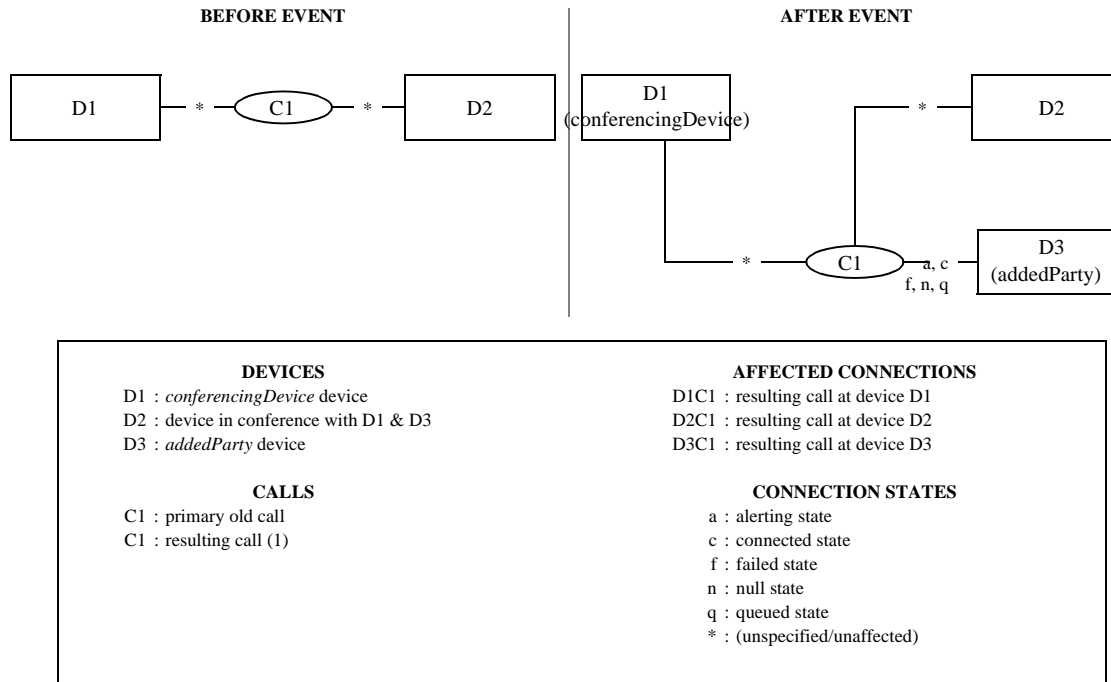 BEFORE EVENT
AFTER EVENT
D1
*
C1
*
D2
D1
(conferencingDevice)
*
D2
*
C1
a, c
f, n, q
D3
(addedParty)
DEVICES
D1 : conferencingDevice device
D2 : device in conference with D1 & D3
D3 : addedParty device
CALLS
C1 : primary old call
C1 : resulting call (1)
AFFECTED CONNECTIONS
D1C1 : resulting call at device D1
D2C1 : resulting call at device D2
D3C1 : resulting call at device D3
CONNECTION STATES
a : alerting state
c : connected state
f : failed state
n : null state
q : queued state
* : (unspecified/unaffected)